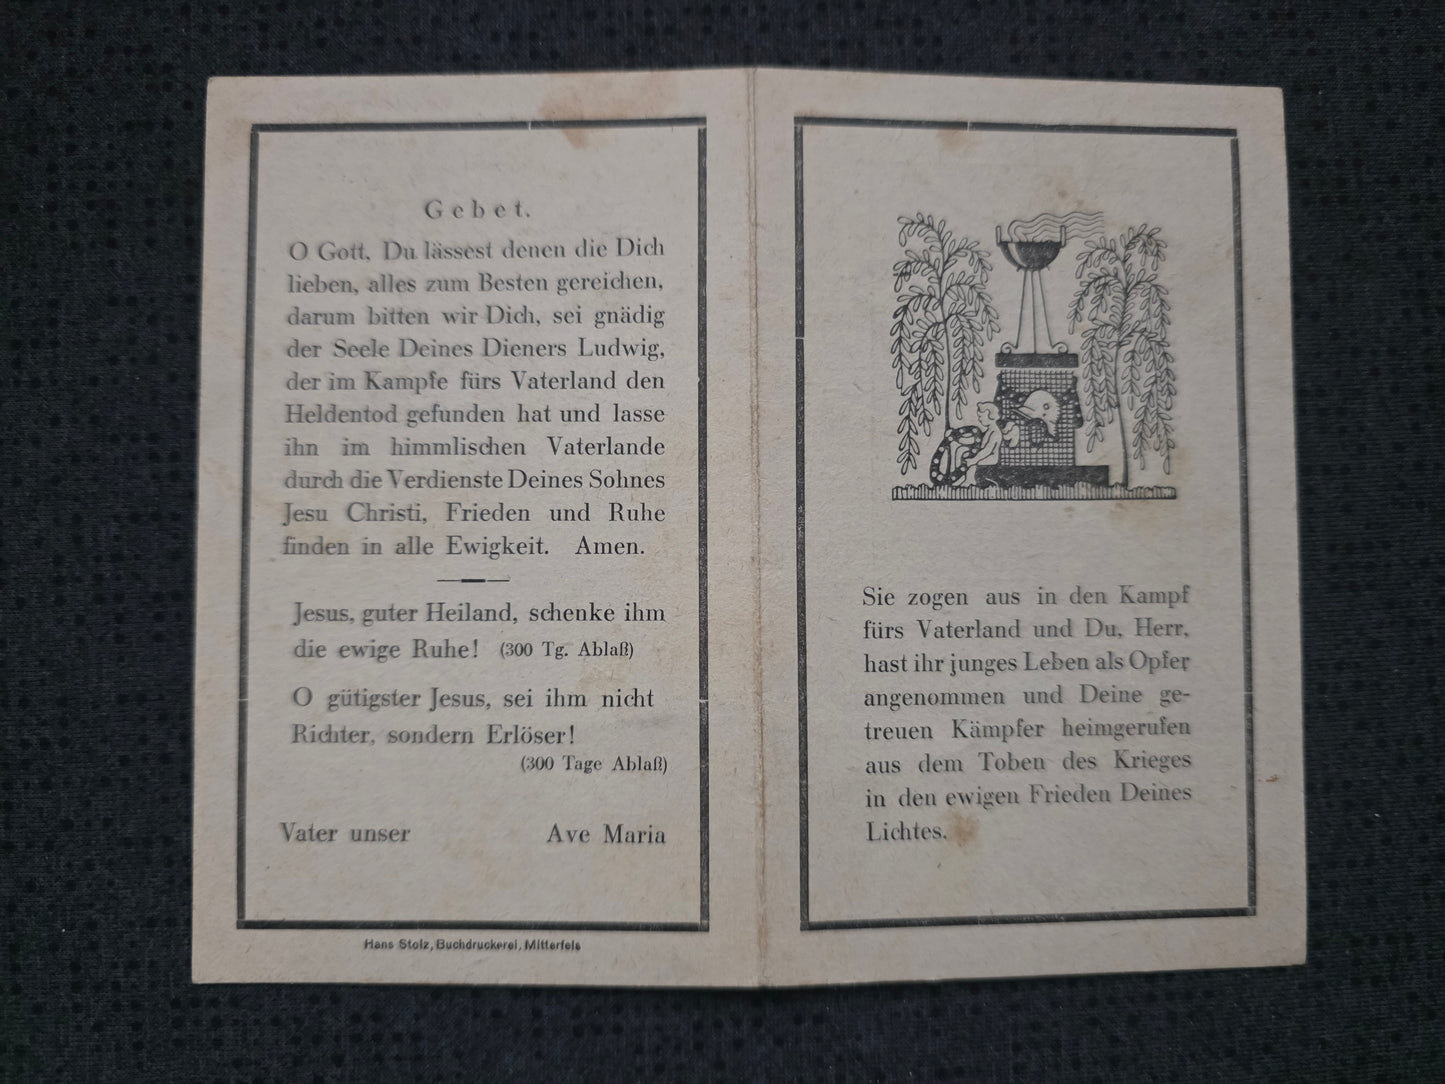 Gebet.
O Gott, Du lässest denen die Dich
lieben, alles zum Besten gereichen,
darum bitten wir Dich, sei gnädig
der Seele Deines Dieners Ludwig,
der im Kampfe fürs Vaterland den
Heldentod gefunden hat und lasse
ihn im himmlischen Vaterlande
durch die Verdienste Deines Sohnes
Jesu Christi, Frieden und Ruhe
finden in alle Ewigkeit. Amen.
Jesus, guter Heiland, schenke ihm
die ewige Ruhe! (300 Tg. Ablaß)
O gütigster Jesus, sei ihm nicht
Richter, sondern Erlöser!
(300 Tage Ablaß)
Vater unser Ave Maria
Hans Stolz, Buchdruckerei, Mitterfels
Sie zogen aus in den Kampf
fürs Vaterland und Du, Herr,
hast ihr junges Leben als Opfer
angenommen und Deine ge-
treuen Kämpfer heimgerufen
aus dem Toben des Krieges
in den ewigen Frieden Deines
Lichtes.